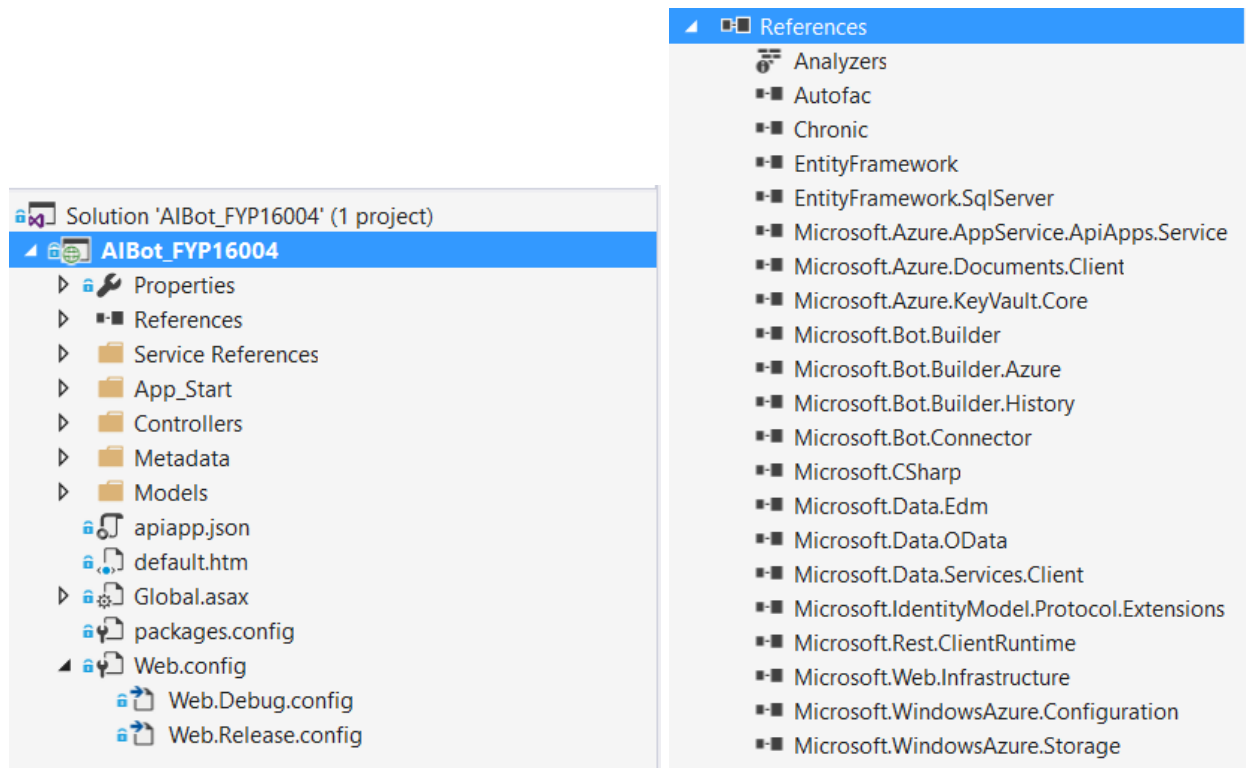 Solution 'AIBot_FYP16004' (1 project)
AIBot_FYP16004
Properties
References
Service References
App_Start
Controllers
Metadata
Models
apiapp.json
default.htm
Global.asax
packages.config
Web.config
Web.Debug.config
Web.Release.config
References
Analyzers
Autofac
Chronic
EntityFramework
EntityFramework.SqlServer
Microsoft.Azure.AppService.ApiApps.Service
Microsoft.Azure.Documents.Client
Microsoft.Azure.KeyVault.Core
Microsoft.Bot.Builder
Microsoft.Bot.Builder.Azure
Microsoft.Bot.Builder.History
Microsoft.Bot.Connector
Microsoft.CSharp
Microsoft.Data.Edm
Microsoft.Data.OData
Microsoft.Data.Services.Client
Microsoft.IdentityModel.Protocol.Extensions
Microsoft.Rest.ClientRuntime
Microsoft.Web.Infrastructure
Microsoft.WindowsAzure.Configuration
Microsoft.WindowsAzure.Storage